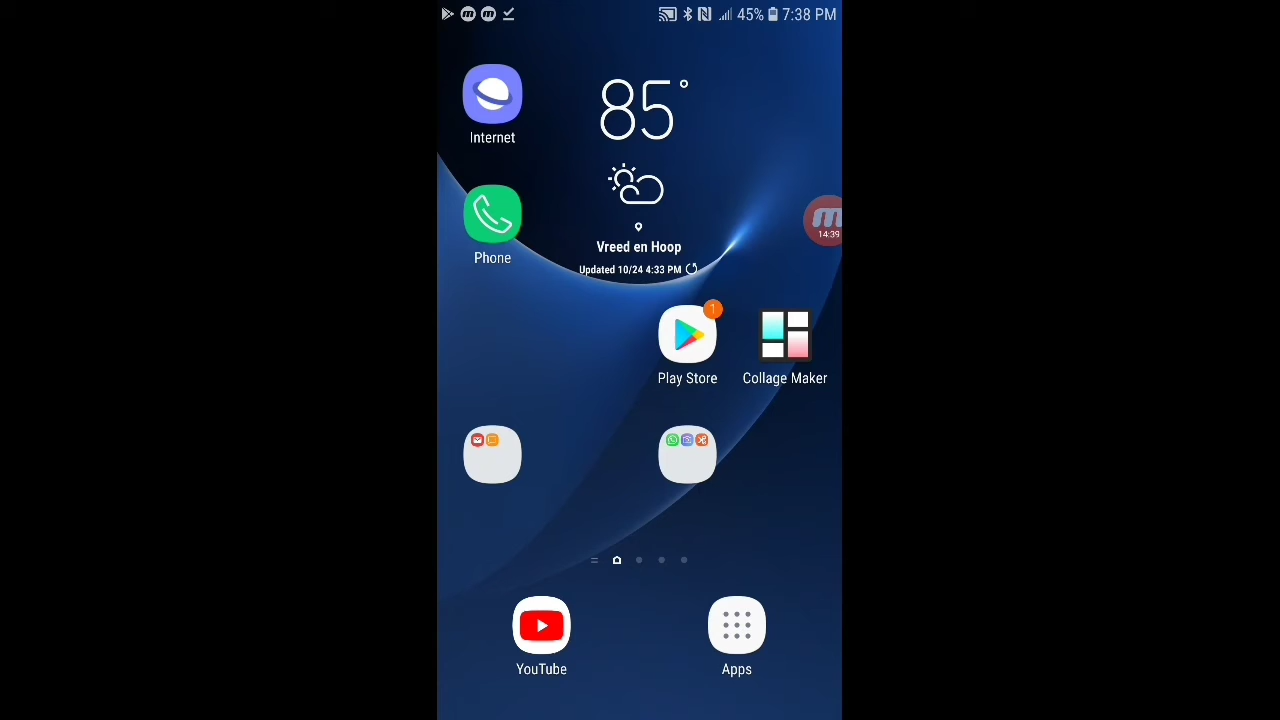 45% 7:38 PM
Internet
85°
Phone
Vreed en Hoop
Updated 10/24 4:33 PM
14:39
1
Play Store
Collage Maker
YouTube
Apps